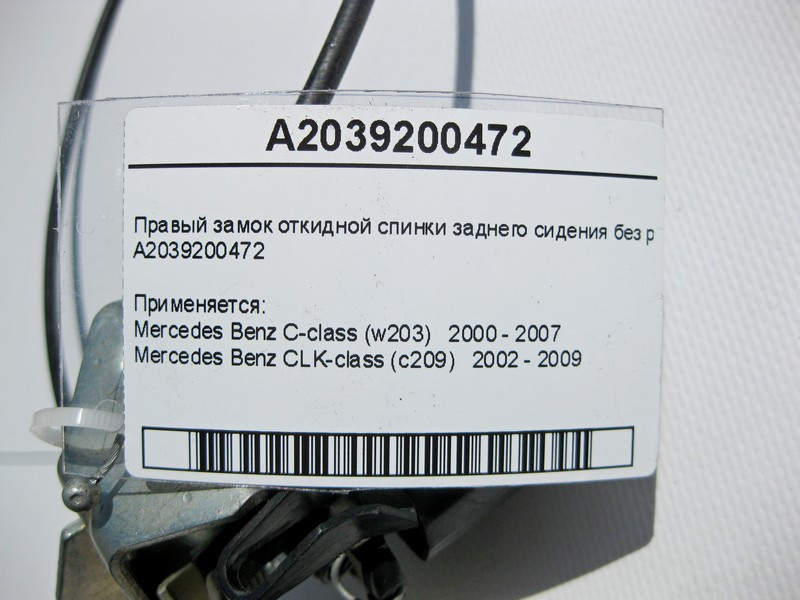 A2039200472
Правый замок откидной спинки заднего сидения без р
A2039200472
Применяется:
Mercedes Benz C-class (w203) 2000 - 2007
Mercedes Benz CLK-class (c209) 2002 - 2009